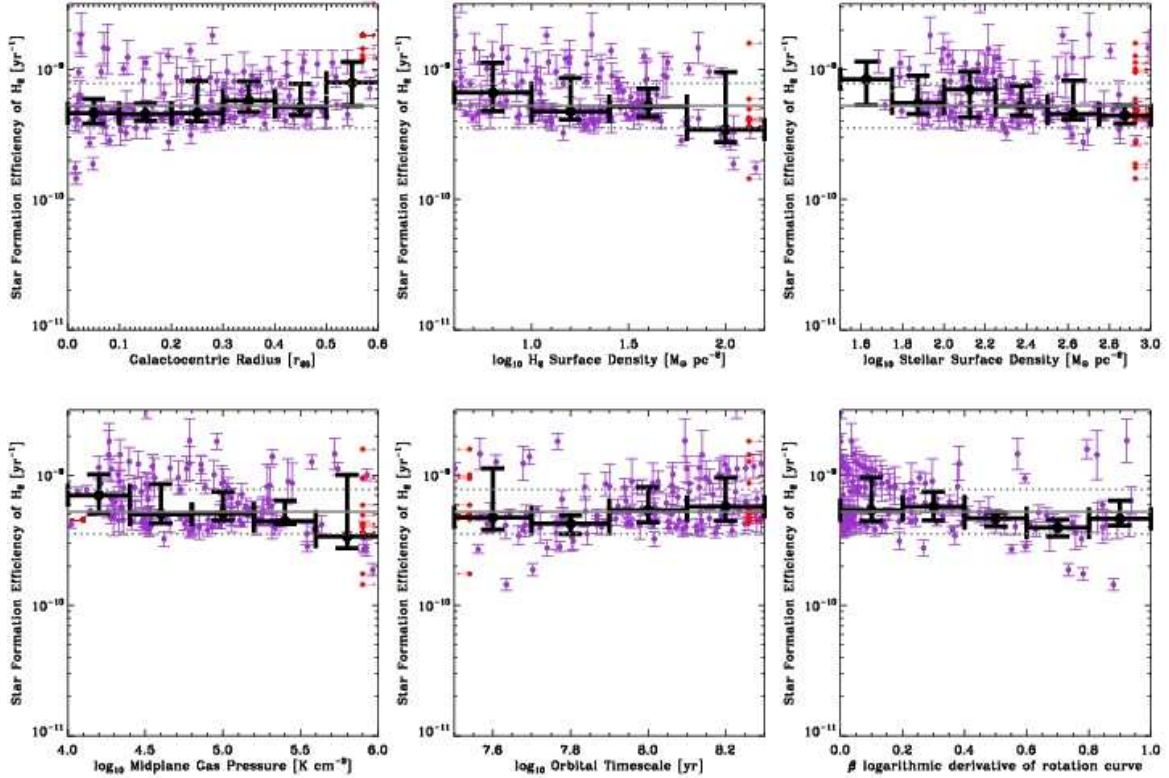 Star Formation Efficiency of H₂ [yr⁻¹]
10⁻⁹
10⁻¹⁰
10⁻¹¹
0.0 0.1 0.2 0.3 0.4 0.5 0.6
Galactocentric Radius [r₂₅]
Star Formation Efficiency of H₂ [yr⁻¹]
10⁻⁹
10⁻¹⁰
10⁻¹¹
1.0 1.5 2.0
log₁₀ H₂ Surface Density [M⊙ pc⁻²]
Star Formation Efficiency of H₂ [yr⁻¹]
10⁻⁹
10⁻¹⁰
10⁻¹¹
1.6 1.8 2.0 2.2 2.4 2.6 2.8 3.0
log₁₀ Stellar Surface Density [M⊙ pc⁻²]
Star Formation Efficiency of H₂ [yr⁻¹]
10⁻⁹
10⁻¹⁰
10⁻¹¹
4.0 4.5 5.0 5.5 6.0
log₁₀ Midplane Gas Pressure [K cm⁻³]
Star Formation Efficiency of H₂ [yr⁻¹]
10⁻⁹
10⁻¹⁰
10⁻¹¹
7.6 7.8 8.0 8.2
log₁₀ Orbital Timescale [yr]
Star Formation Efficiency of H₂ [yr⁻¹]
10⁻⁹
10⁻¹⁰
10⁻¹¹
0.0 0.2 0.4 0.6 0.8 1.0
β logarithmic derivative of rotation curve